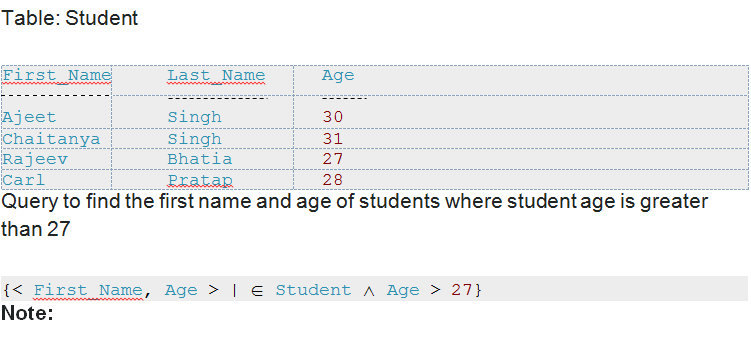 Table: Student
First_Name Last_Name Age
---------- --------- ----
Ajeet Singh 30
Chaitanya Singh 31
Rajeev Bhatia 27
Carl Pratap 28
Query to find the first name and age of students where student age is greater
than 27
{< First_Name, Age > | ∈ Student ∧ Age > 27}
Note: